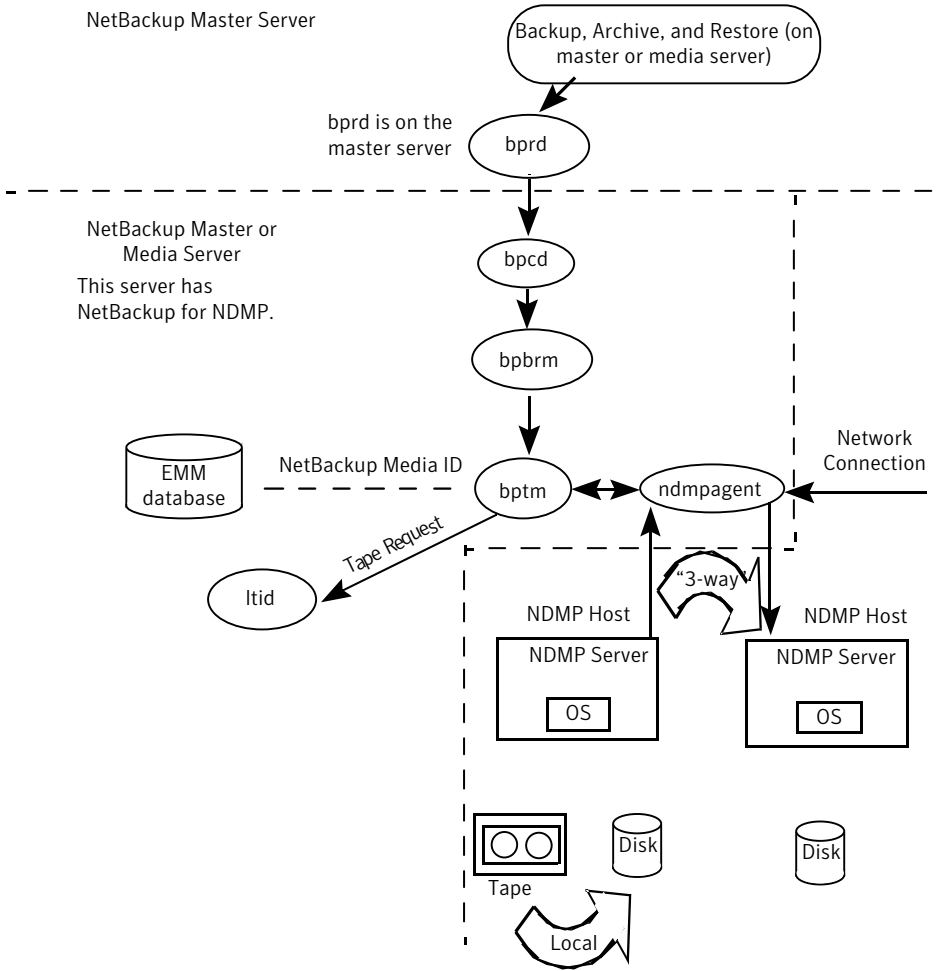 NetBackup Master Server
Backup, Archive, and Restore (on
master or media server)
bprd is on the
master server
bprd
NetBackup Master or
Media Server
This server has
NetBackup for NDMP.
bpcd
bpbrm
Network
Connection
EMM
database
NetBackup Media ID
bptm
ndmpagent
Tape Request
ltid
“3-way”
NDMP Host
NDMP Host
NDMP Server
NDMP Server
OS
OS
Disk
Disk
Tape
Local